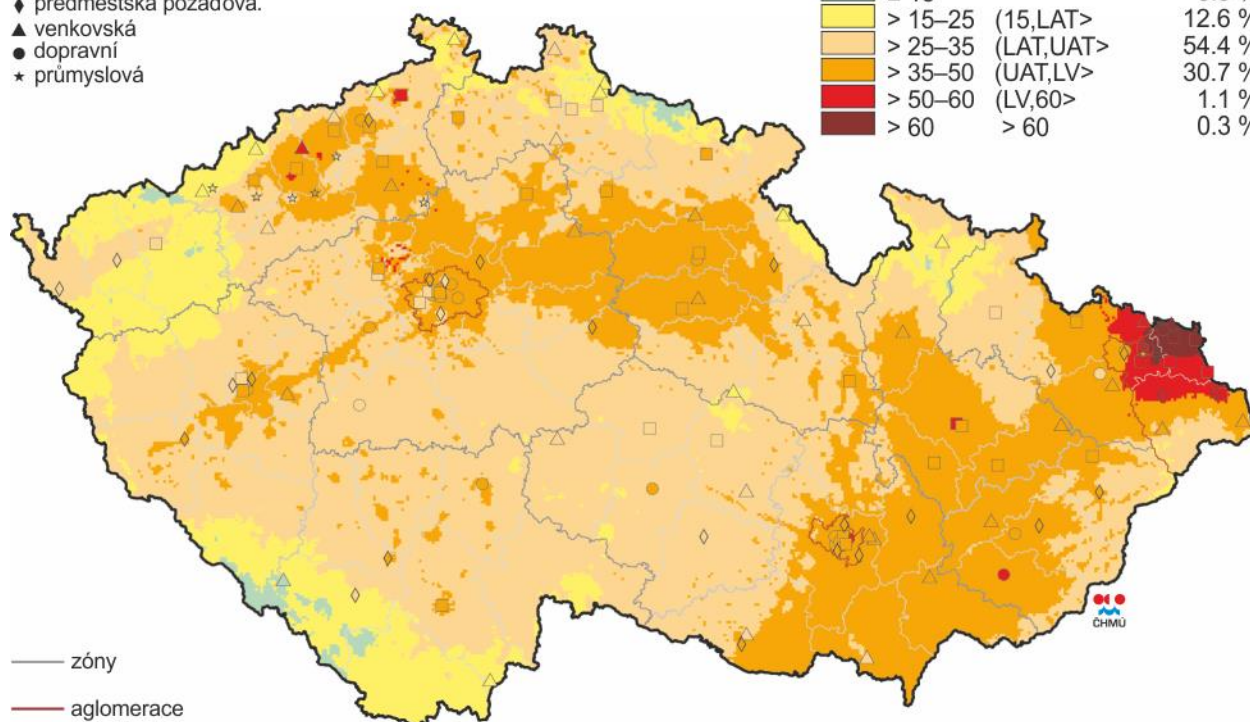 předměstská požaďová.
venkovská
dopravní
průmyslová
> 15–25 (15,LAT> 12.6 %
> 25–35 (LAT,UAT> 54.4 %
> 35–50 (UAT,LV> 30.7 %
> 50–60 (LV,60> 1.1 %
> 60 > 60 0.3 %
ČHMÚ
zóny
aglomerace